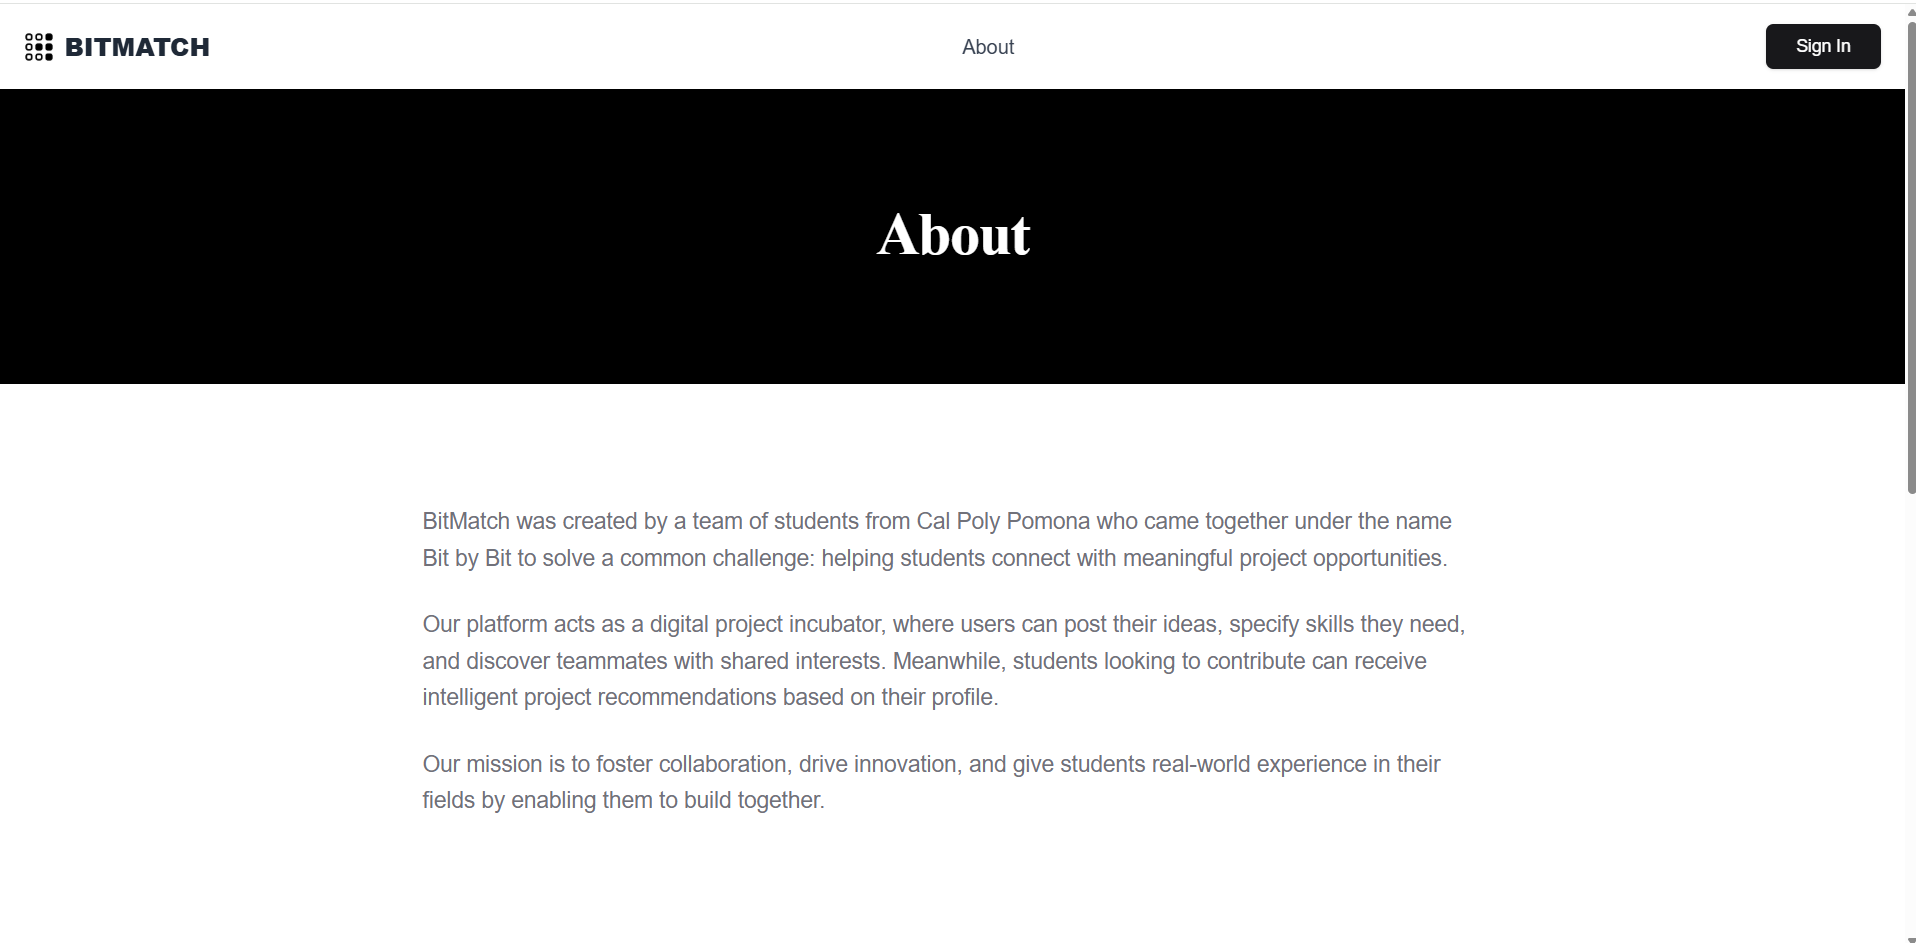 BITMATCH
About
Sign In
About
BitMatch was created by a team of students from Cal Poly Pomona who came together under the name
Bit by Bit to solve a common challenge: helping students connect with meaningful project opportunities.
Our platform acts as a digital project incubator, where users can post their ideas, specify skills they need,
and discover teammates with shared interests. Meanwhile, students looking to contribute can receive
intelligent project recommendations based on their profile.
Our mission is to foster collaboration, drive innovation, and give students real-world experience in their
fields by enabling them to build together.